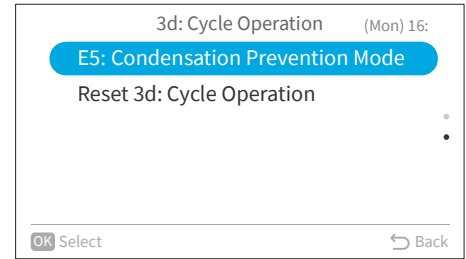 3d: Cycle Operation (Mon) 16:
E5: Condensation Prevention Mode
Reset 3d: Cycle Operation
OK Select Back